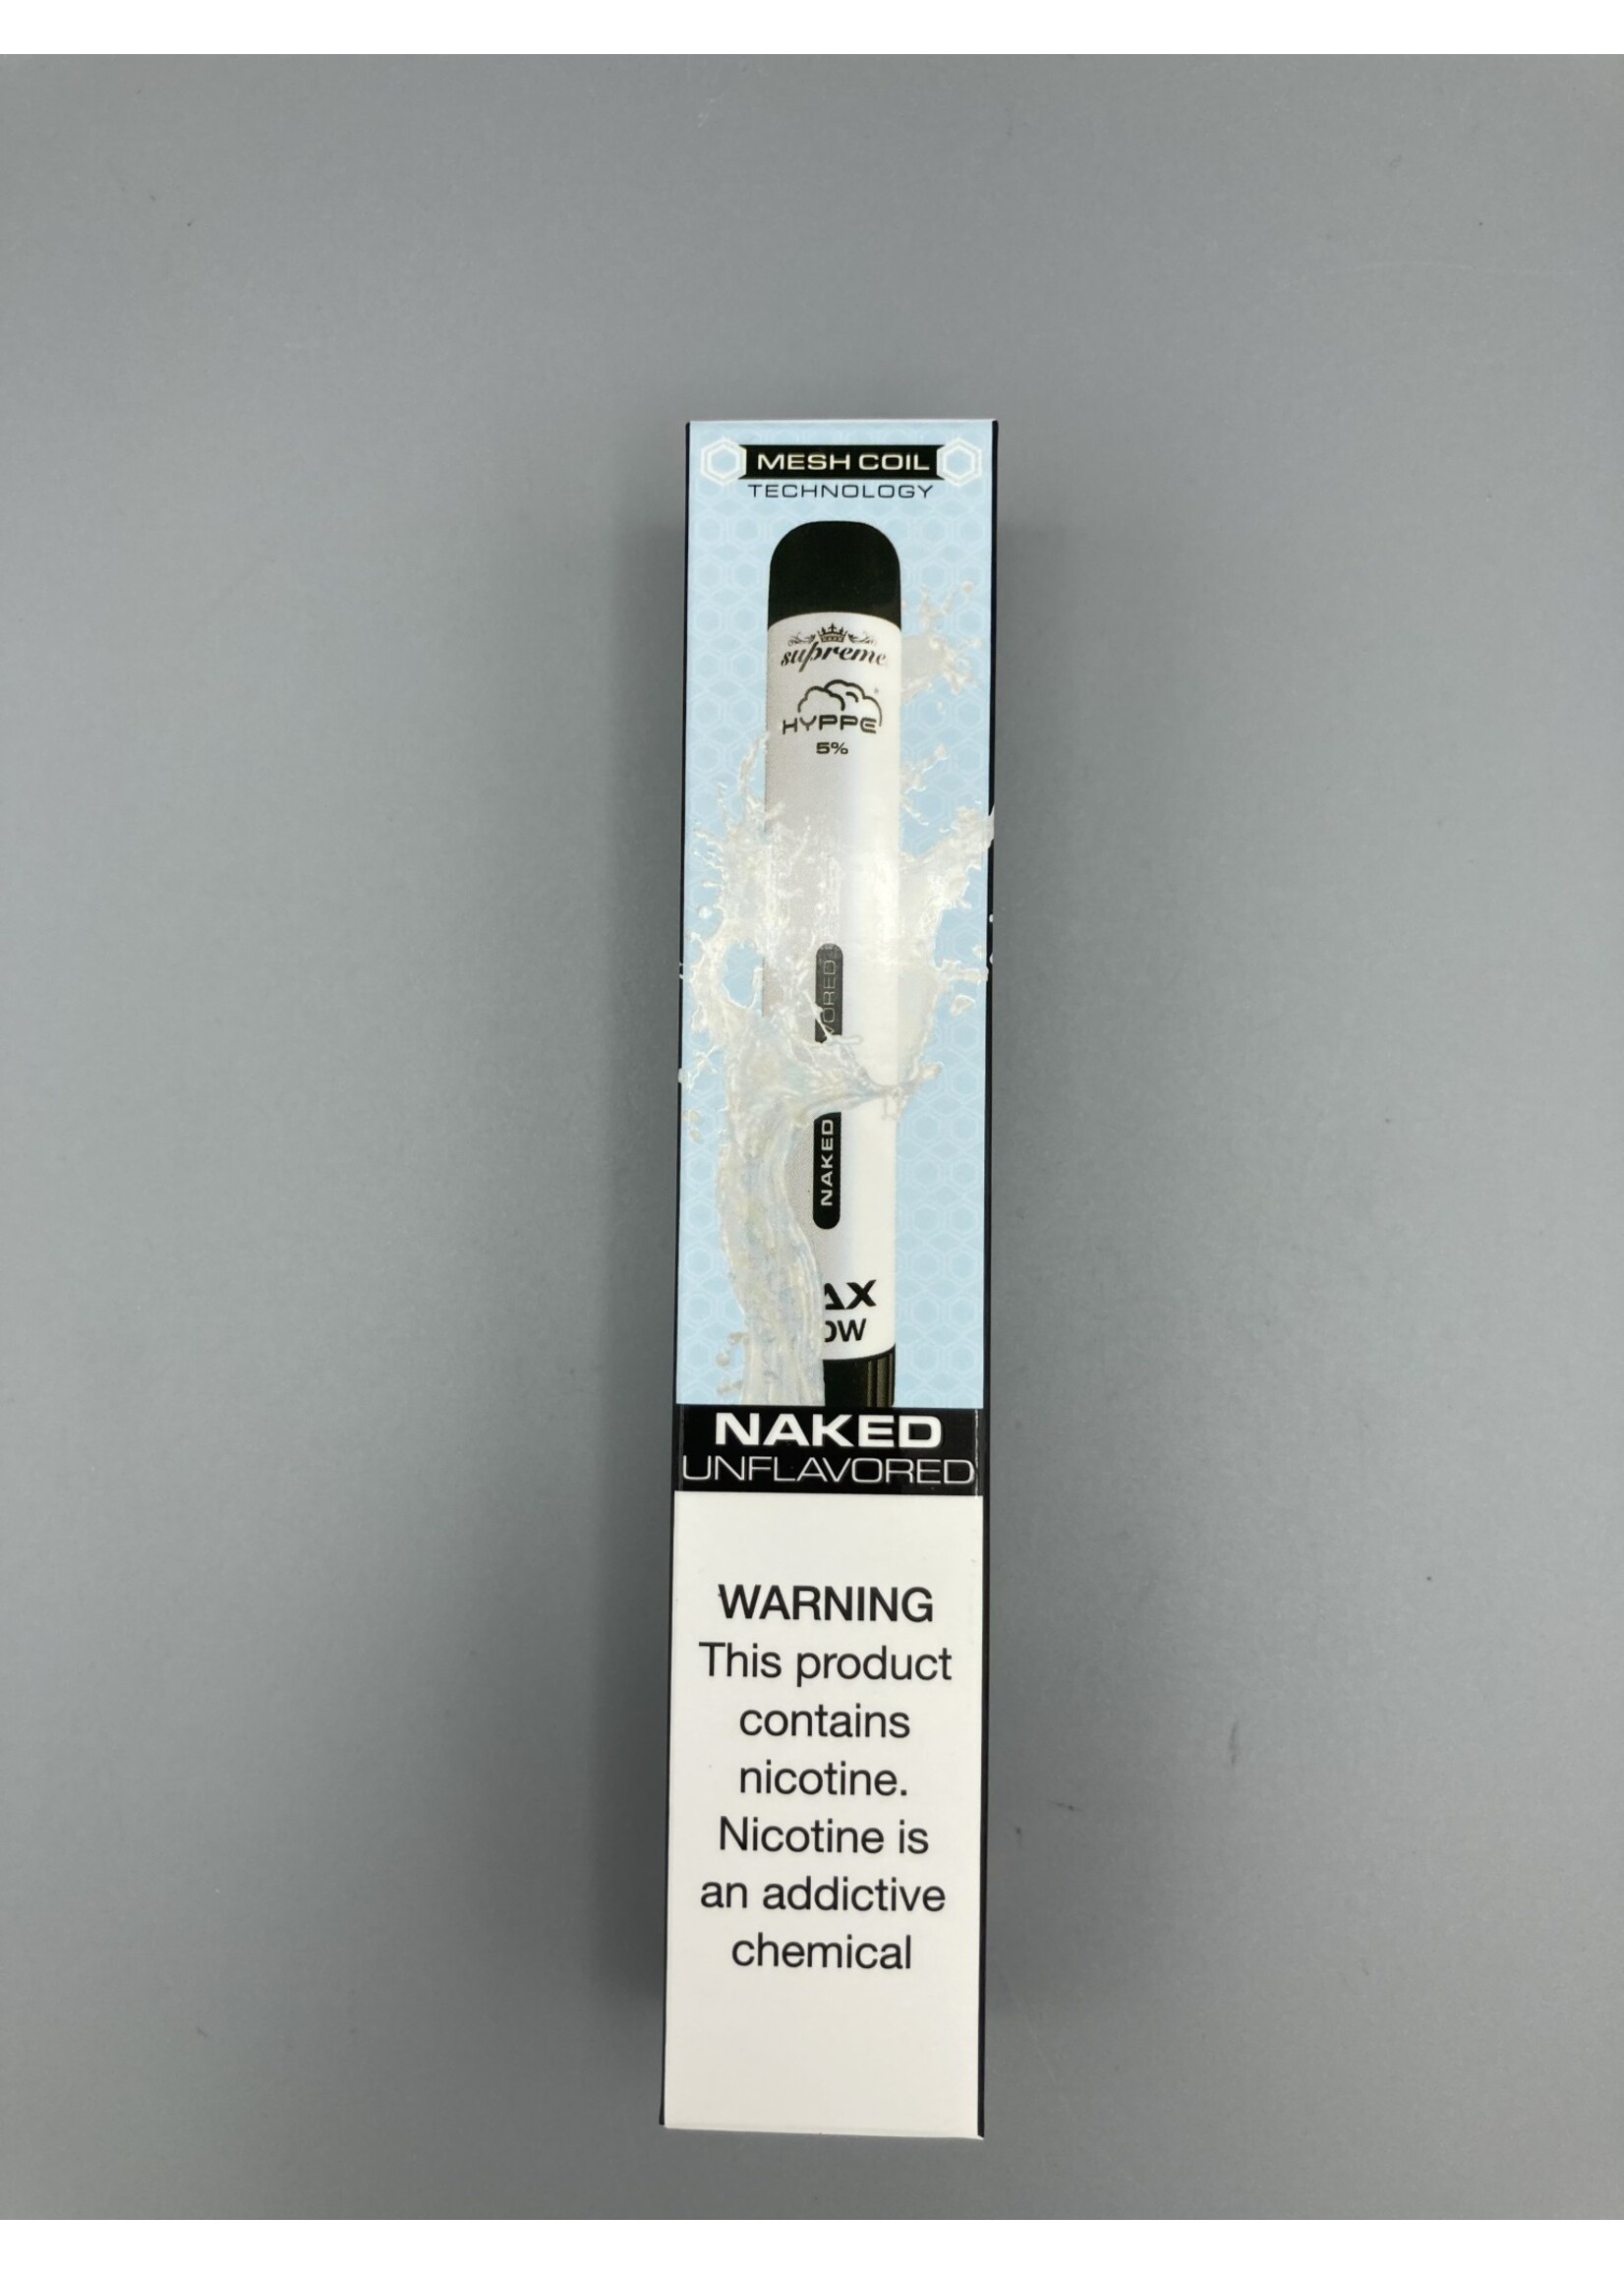 MESH COIL
TECHNOLOGY
supreme
HYPPE
5%
NAKED
NAKED
UNFLAVORED
WARNING
This product
contains
nicotine.
Nicotine is
an addictive
chemical